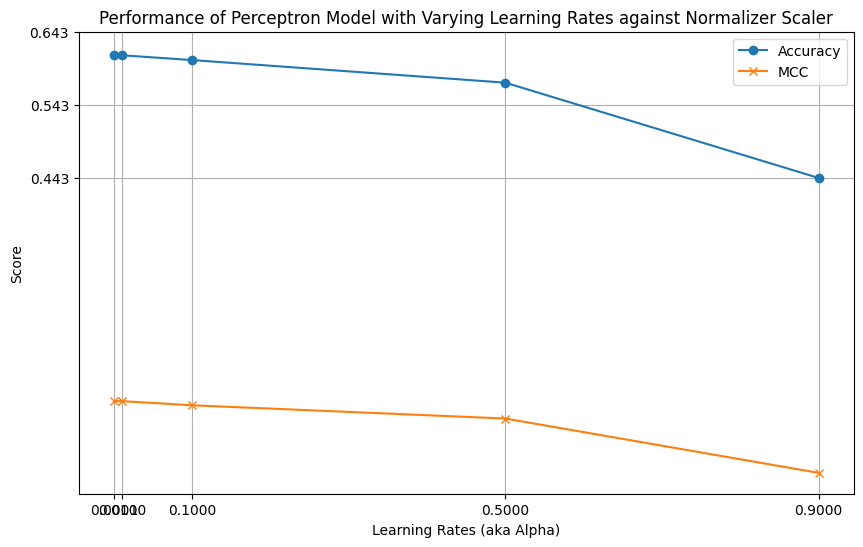 Performance of Perceptron Model with Varying Learning Rates against Normalizer Scaler
0.643
Accuracy
MCC
0.543
0.443
Score
0.1000
0.5000
0.9000
Learning Rates (aka Alpha)